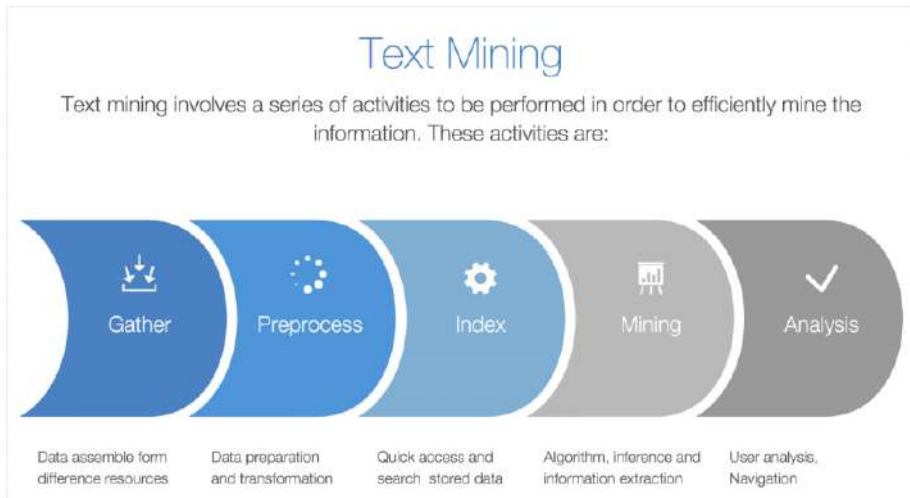 Text Mining
Text mining involves a series of activities to be performed in order to efficiently mine the
information. These activities are:
Gather
Preprocess
Index
Mining
Analysis
Data assemble form
difference resources
Data preparation
and transformation
Quick access and
search stored data
Algorithm, inference and
information extraction
User analysis,
Navigation